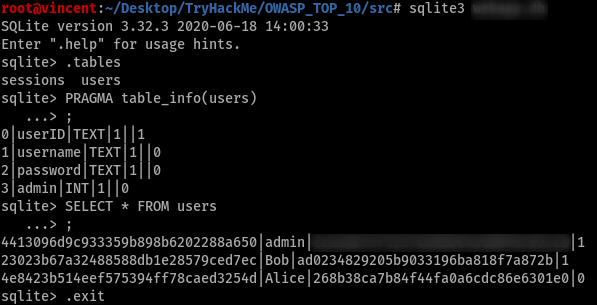 root@vincent:~/Desktop/TryHackMe/OWASP_TOP_10/src# sqlite3
SQLite version 3.32.3 2020-06-18 14:00:33
Enter ".help" for usage hints.
sqlite> .tables
sessions  users
sqlite> PRAGMA table_info(users)
   ...> ;
0|userID|TEXT|1||1
1|username|TEXT|1||0
2|password|TEXT|1||0
3|admin|INT|1||0
sqlite> SELECT * FROM users
   ...> ;
4413096d9c933359b898b6202288a650|admin||1
23023b67a32488588db1e28579ced7ec|Bob|ad0234829205b9033196ba818f7a872b|1
4e8423b514eef575394ff78caed3254d|Alice|268b38ca7b84f44fa0a6cdc86e6301e0|0
sqlite> .exit